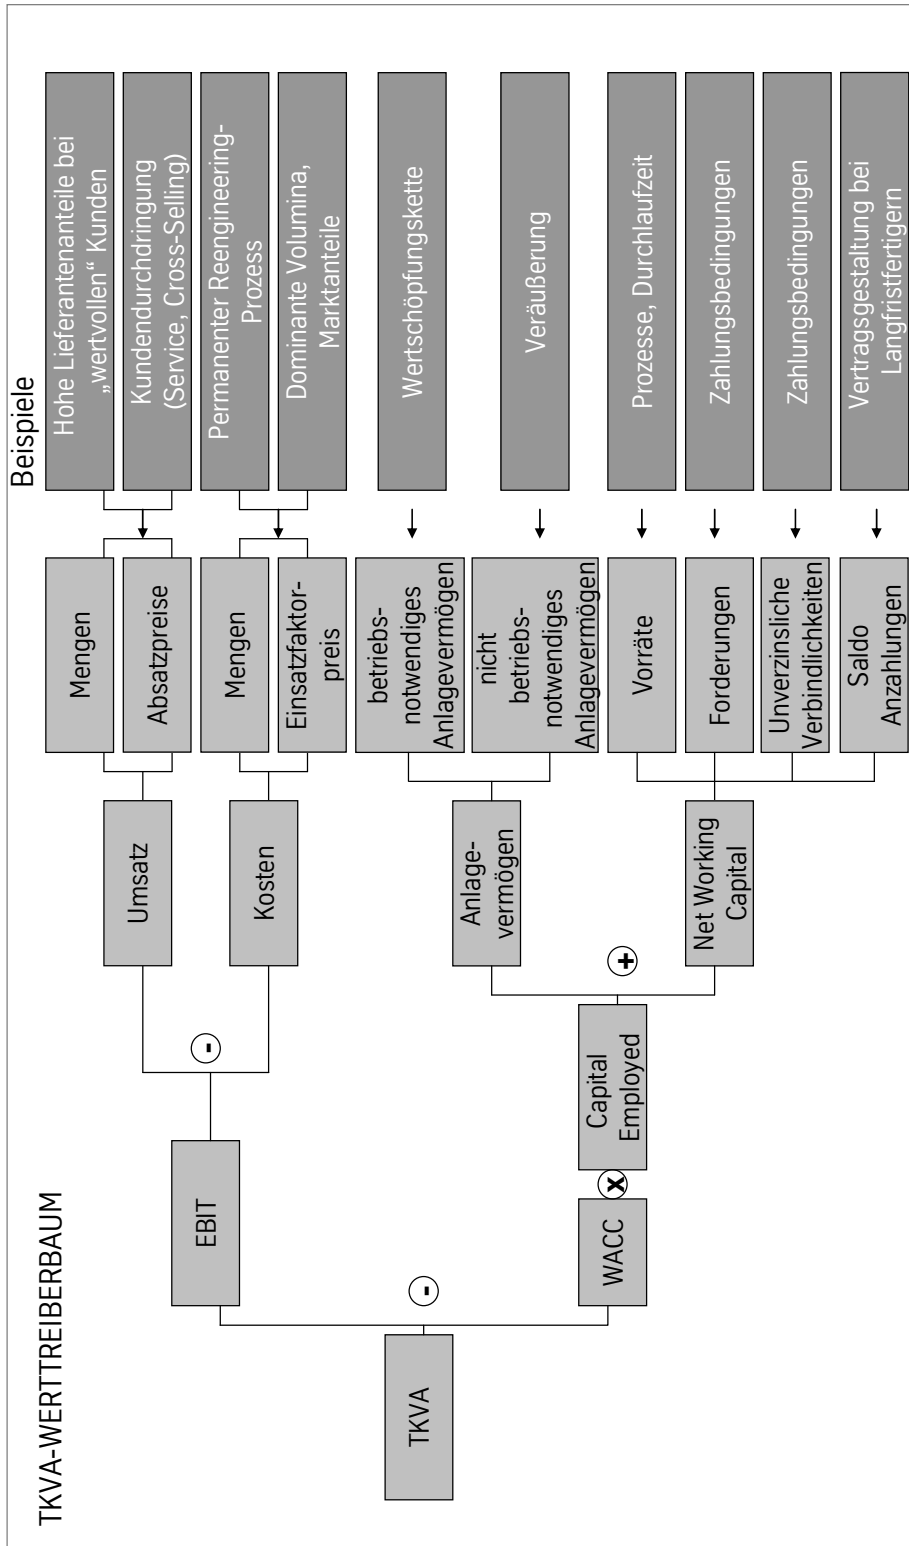 TKVA-WERTTREIBERBAUM
Beispiele
TKVA
-
EBIT
-
Umsatz
Mengen
Absatzpreise
Hohe Lieferantenanteile bei
„wertvollen“ Kunden
Kundendurchdringung
(Service, Cross-Selling)
Kosten
Mengen
Einsatzfaktor-
preis
Permanenter Reengineering-
Prozess
Dominante Volumina,
Marktanteile
WACC
x
Capital
Employed
+
Anlage-
vermögen
betriebs-
notwendiges
Anlagevermögen
Wertschöpfungskette
nicht
betriebs-
notwendiges
Anlagevermögen
Veräußerung
Net Working
Capital
Vorräte
Prozesse, Durchlaufzeit
Forderungen
Zahlungsbedingungen
Unverzinsliche
Verbindlichkeiten
Zahlungsbedingungen
Saldo
Anzahlungen
Vertragsgestaltung bei
Langfristfertigern